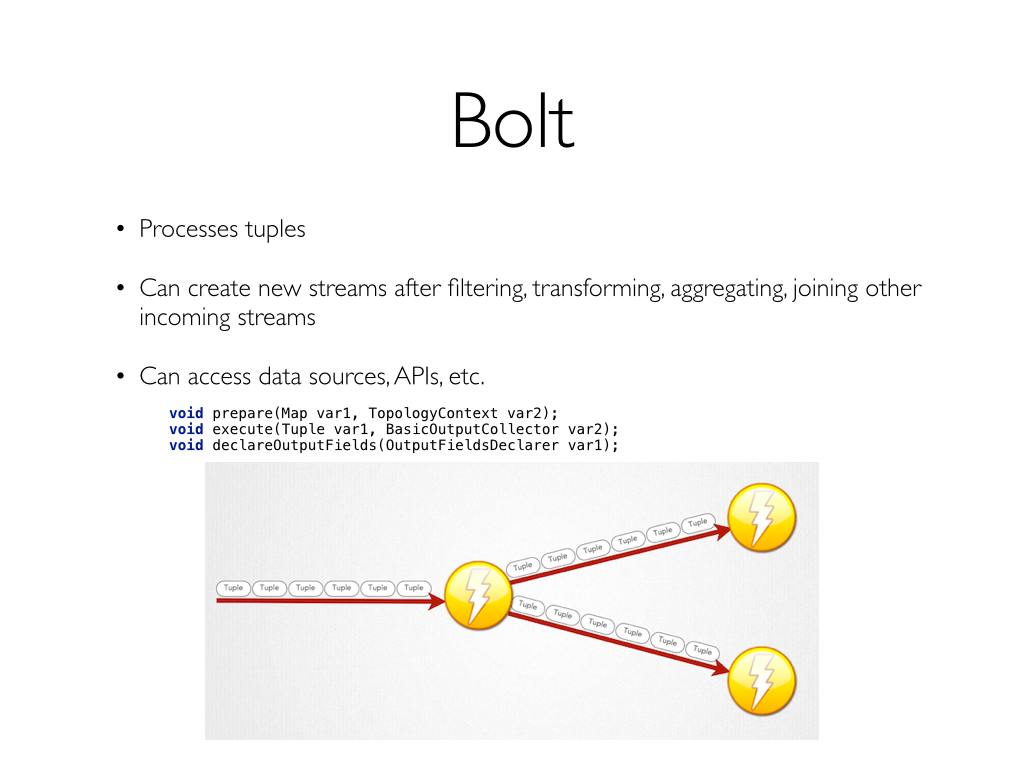 Bolt
• Processes tuples
• Can create new streams after filtering, transforming, aggregating, joining other
incoming streams
• Can access data sources, APIs, etc.
void prepare(Map var1, TopologyContext var2);
void execute(Tuple var1, BasicOutputCollector var2);
void declareOutputFields(OutputFieldsDeclarer var1);
Tuple Tuple Tuple Tuple Tuple Tuple
Tuple Tuple Tuple Tuple Tuple Tuple
Tuple Tuple Tuple Tuple Tuple Tuple